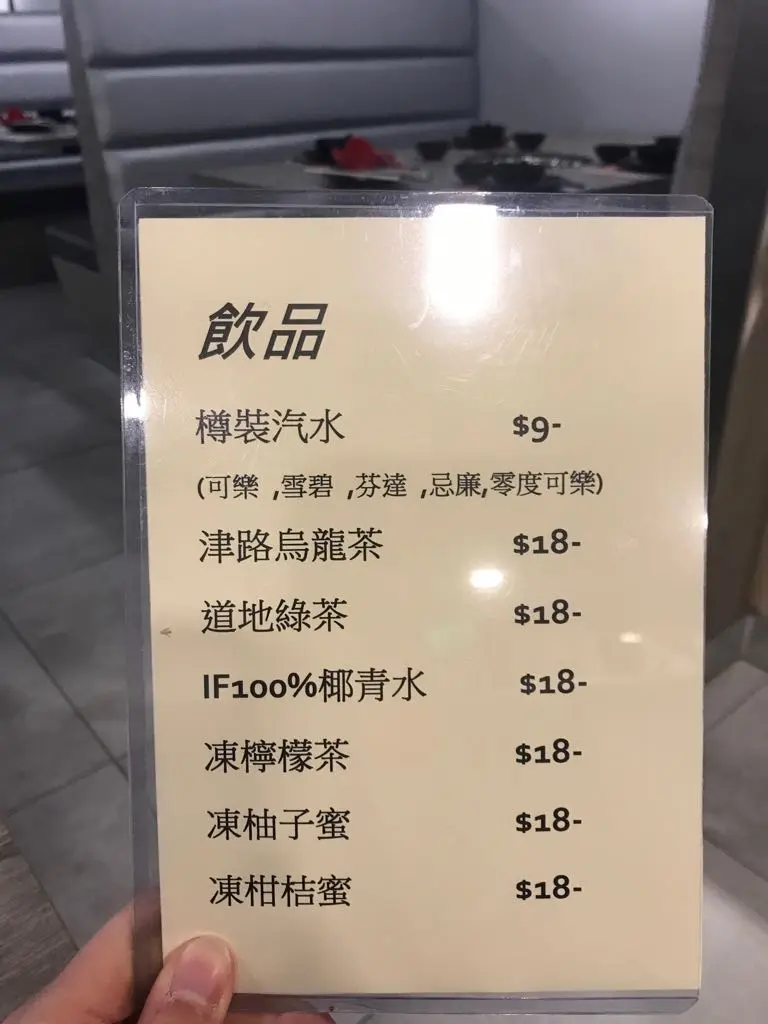 飲品
樽裝汽水 $9-
(可樂 ,雪碧 ,芬達 ,忌廉,零度可樂)
津路烏龍茶 $18-
道地綠茶 $18-
IF100%椰青水 $18-
凍檸檬茶 $18-
凍柚子蜜 $18-
凍柑桔蜜 $18-